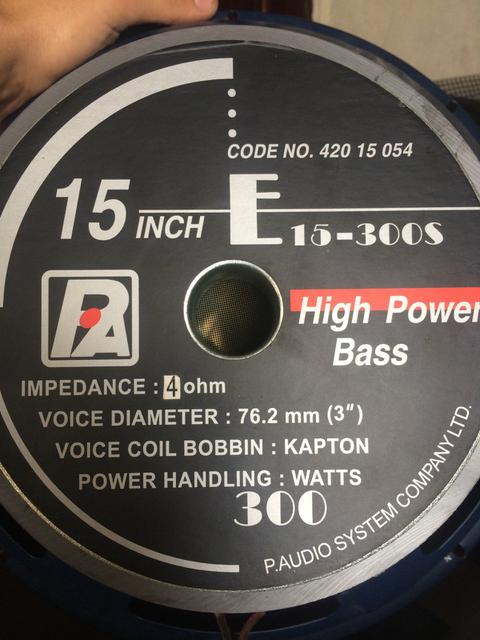 CODE NO. 420 15 054
15 INCH E 15-300S
PA
High Power
Bass
IMPEDANCE : 4 ohm
VOICE DIAMETER : 76.2 mm (3")
VOICE COIL BOBBIN : KAPTON
POWER HANDLING : WATTS
300
P.AUDIO SYSTEM COMPANY LTD.